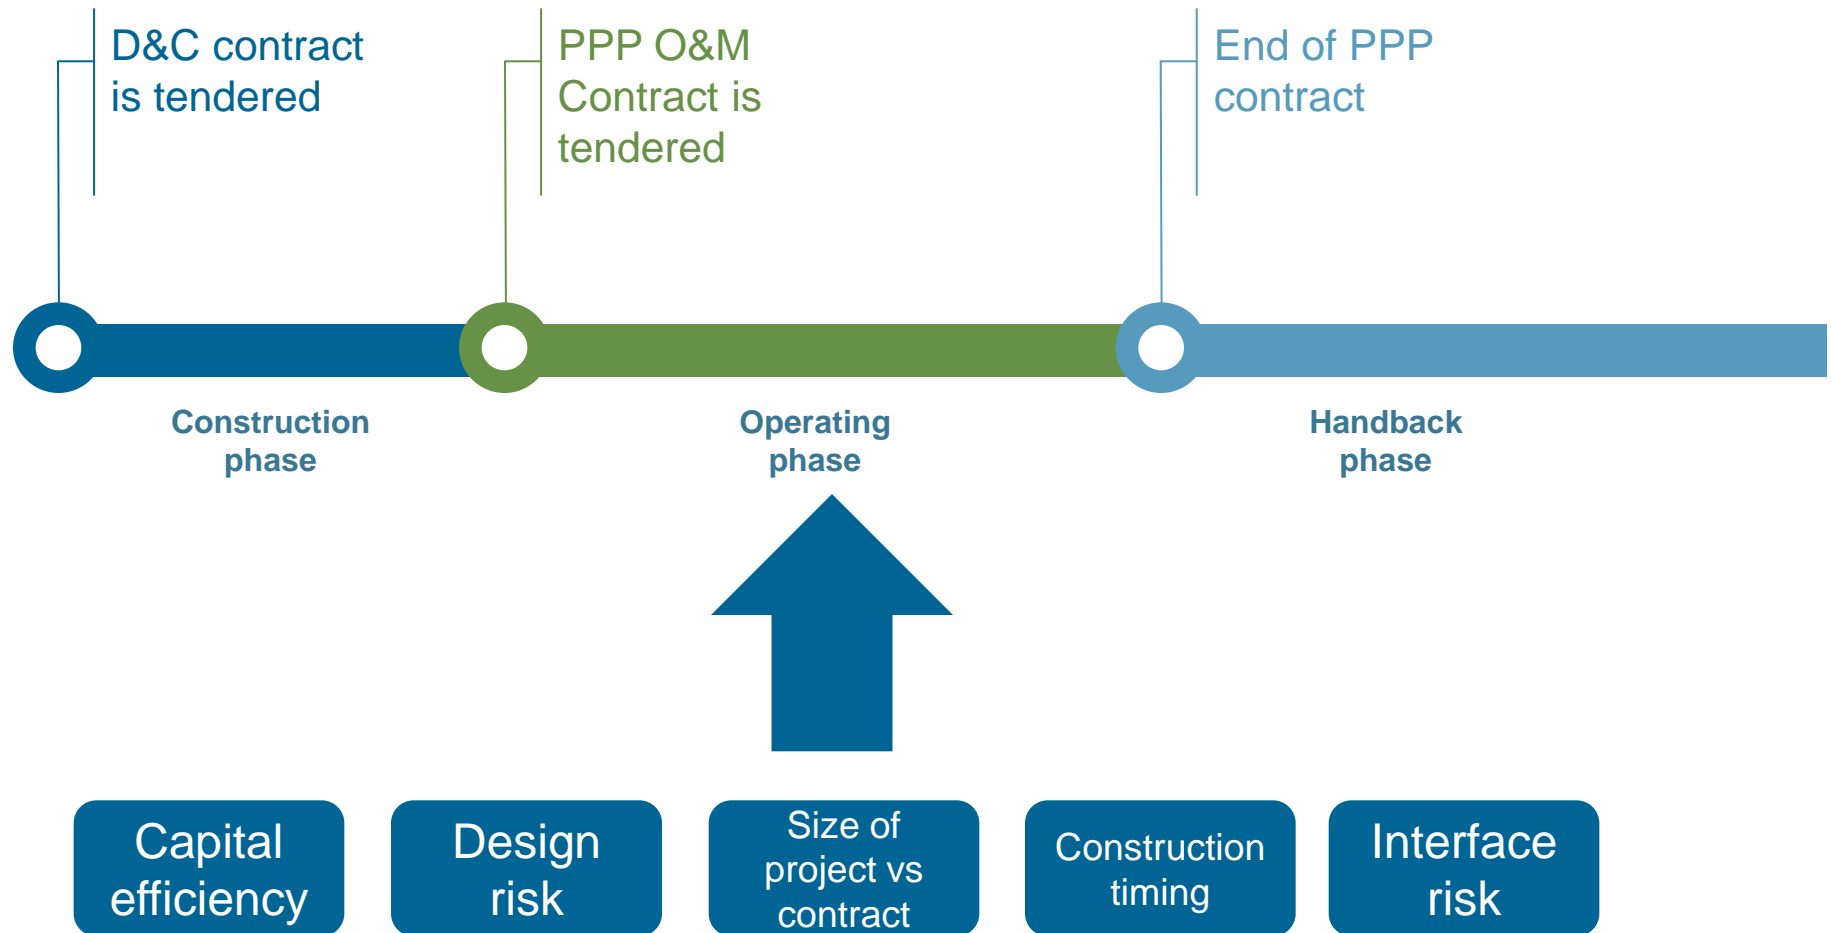 D&C contract
is tendered
PPP O&M
Contract is
tendered
End of PPP
contract
Construction
phase
Operating
phase
Handback
phase
Capital
efficiency
Design
risk
Size of
project vs
contract
Construction
timing
Interface
risk